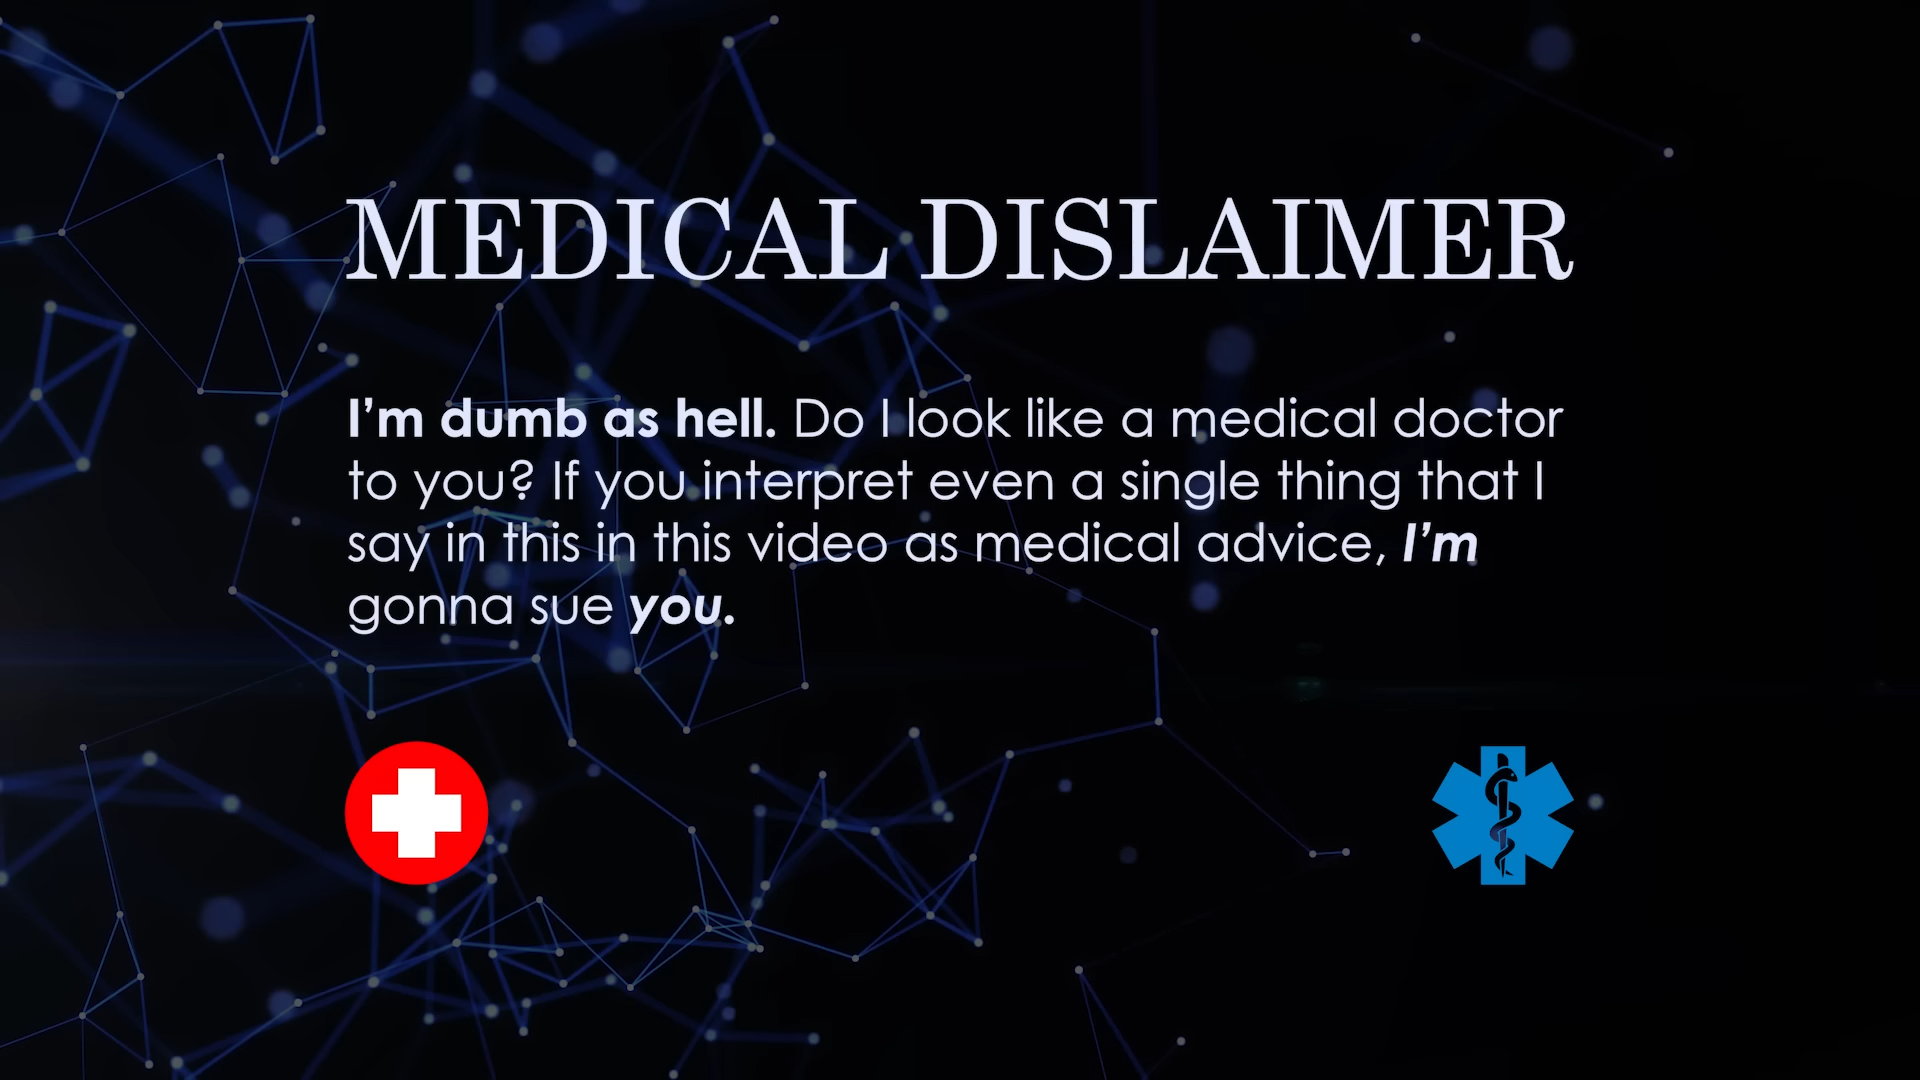 MEDICAL DISLAIMER
I’m dumb as hell. Do I look like a medical doctor
to you? If you interpret even a single thing that I
say in this in this video as medical advice, I’m
gonna sue you.